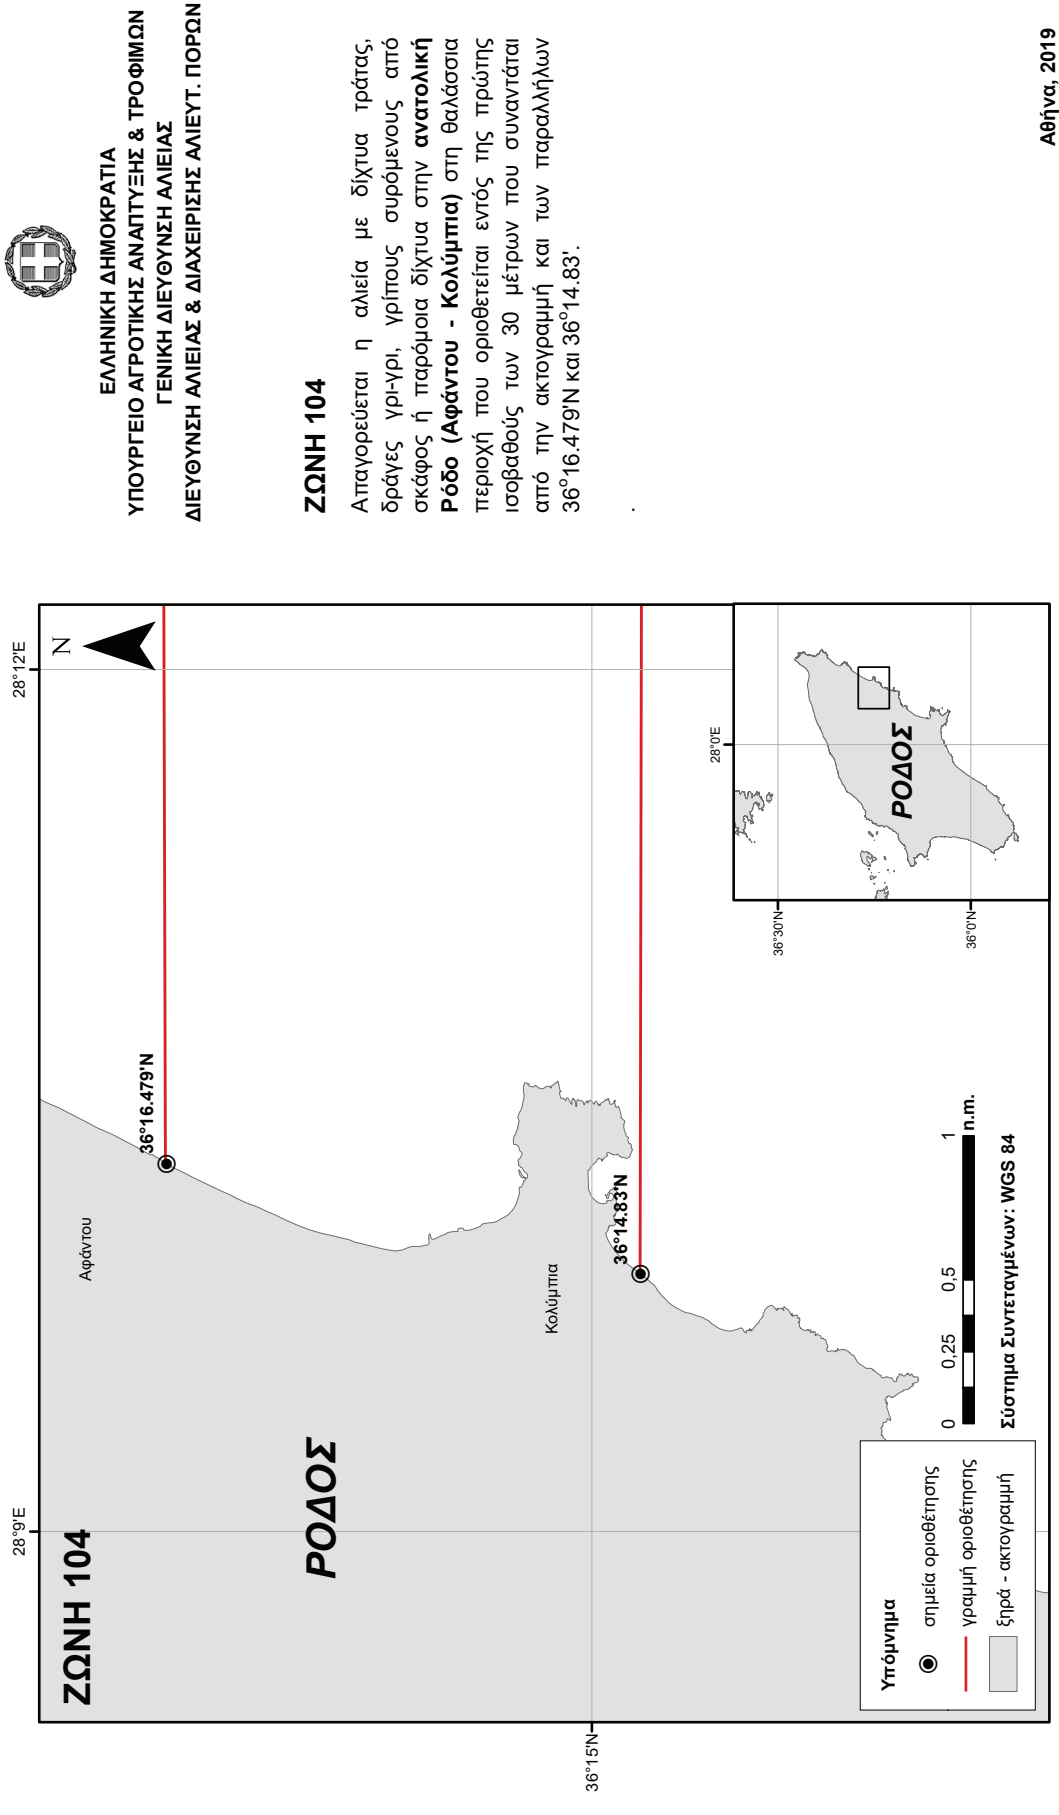 ΕΛΛΗΝΙΚΗ ΔΗΜΟΚΡΑΤΙΑ
ΥΠΟΥΡΓΕΙΟ ΑΓΡΟΤΙΚΗΣ ΑΝΑΠΤΥΞΗΣ & ΤΡΟΦΙΜΩΝ
ΓΕΝΙΚΗ ΔΙΕΥΘΥΝΣΗ ΑΛΙΕΙΑΣ
ΔΙΕΥΘΥΝΣΗ ΑΛΙΕΙΑΣ & ΔΙΑΧΕΙΡΙΣΗΣ ΑΛΙΕΥΤ. ΠΟΡΩΝ
ΖΩΝΗ 104
Απαγορεύεται η αλιεία με δίχτυα τράτας,
δράγες γρι-γρι, γρίπους συρόμενους από
σκάφος ή παρόμοια δίχτυα στην ανατολική
Ρόδο (Αφάντου - Κολύμπια) στη θαλάσσια
περιοχή που οριοθετείται εντός της πρώτης
ισοβαθούς των 30 μέτρων που συναντάται
από την ακτογραμμή και των παραλλήλων
36°16.479'Ν και 36°14.83'.
.
Αθήνα, 2019
28°9'E
28°12'E
ΖΩΝΗ 104
N
Αφάντου
36°16.479'N
ΡΟΔΟΣ
Κολύμπια
36°15'N
36°14.83'N
28°0'E
36°30'N
36°0'N
ΡΟΔΟΣ
0
0,25
0,5
1
n.m.
Σύστημα Συντεταγμένων: WGS 84
Υπόμνημα
σημεία οριοθέτησης
γραμμή οριοθέτησης
ξηρά - ακτογραμμή